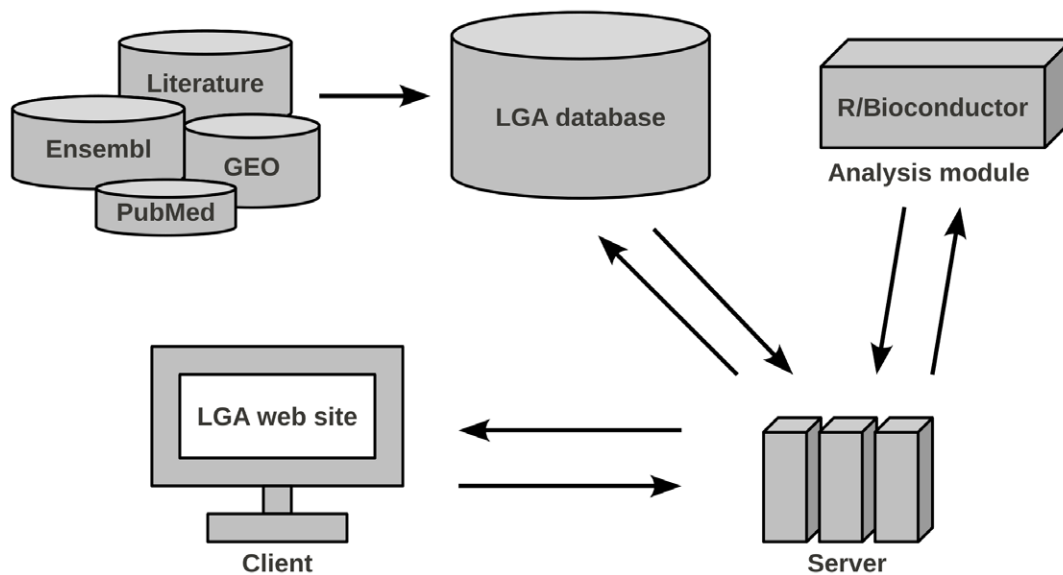 Literature
Ensembl
GEO
PubMed
LGA database
R/Bioconductor
Analysis module
LGA web site
Client
Server